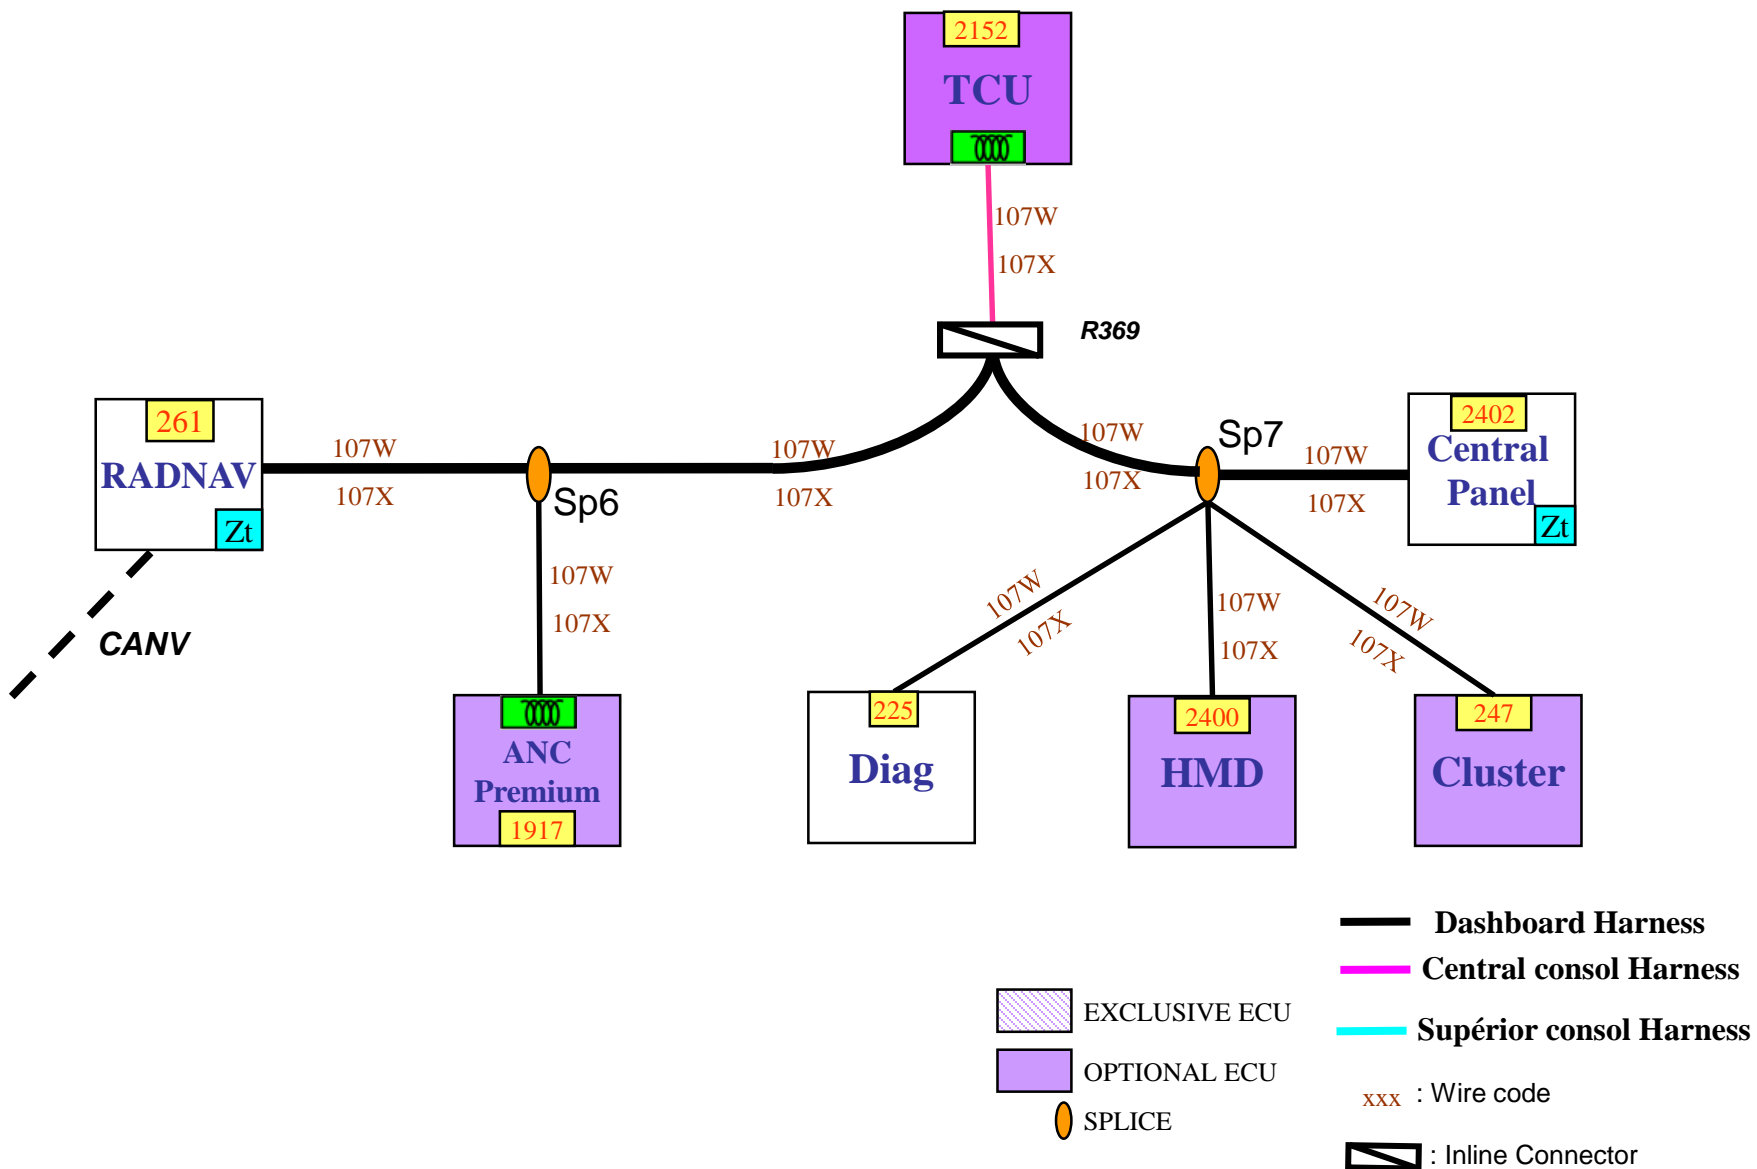 2152
TCU
107W
107X
R369
261
RADNAV
Zt
107W
107X
Sp6
107W
107X
107W
107X
Sp7
107W
107X
2402
Central
Panel
Zt
CANV
107W
107X
107W
107X
107W
107X
107W
107X
ANC
Premium
1917
225
Diag
2400
HMD
247
Cluster
Dashboard Harness
Central consol Harness
Supérior consol Harness
EXCLUSIVE ECU
OPTIONAL ECU
SPLICE
xxx : Wire code
: Inline Connector